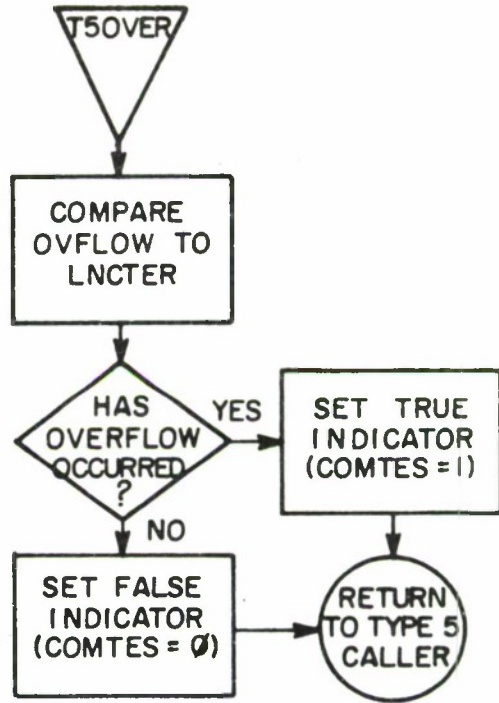 T5OVER
COMPARE
OVFLOW TO
LNCTER
HAS
OVERFLOW
OCCURRED
?
YES
SET TRUE
INDICATOR
(COMTES = 1)
NO
SET FALSE
INDICATOR
(COMTES = Ø)
RETURN
TO TYPE 5
CALLER